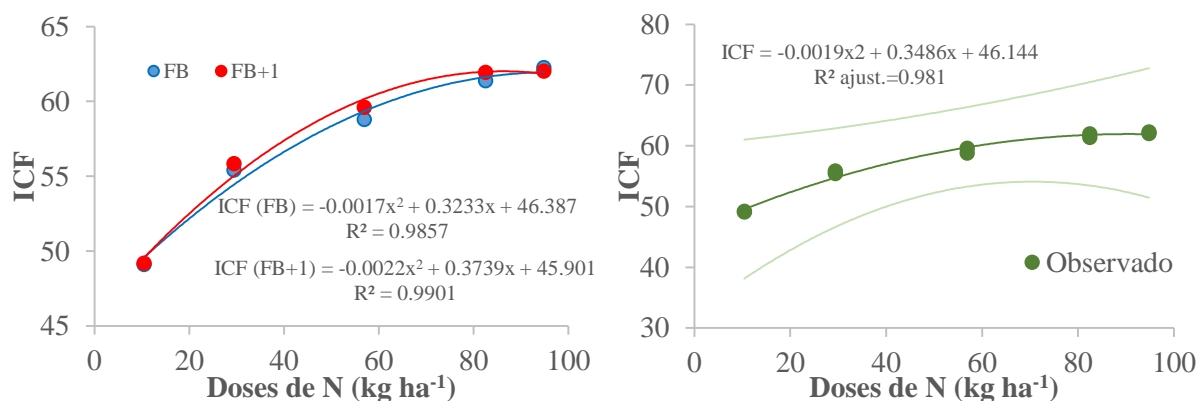 ICF
65
60
55
50
45
FB FB+1
ICF (FB) = -0.0017x² + 0.3233x + 46.387
R² = 0.9857
ICF (FB+1) = -0.0022x² + 0.3739x + 45.901
R² = 0.9901
0 20 40 60 80 100
Doses de N (kg ha⁻¹)
ICF
80
70
60
50
40
30
ICF = -0.0019x2 + 0.3486x + 46.144
R² ajust.=0.981
Observado
0 20 40 60 80 100
Doses de N (kg ha⁻¹)